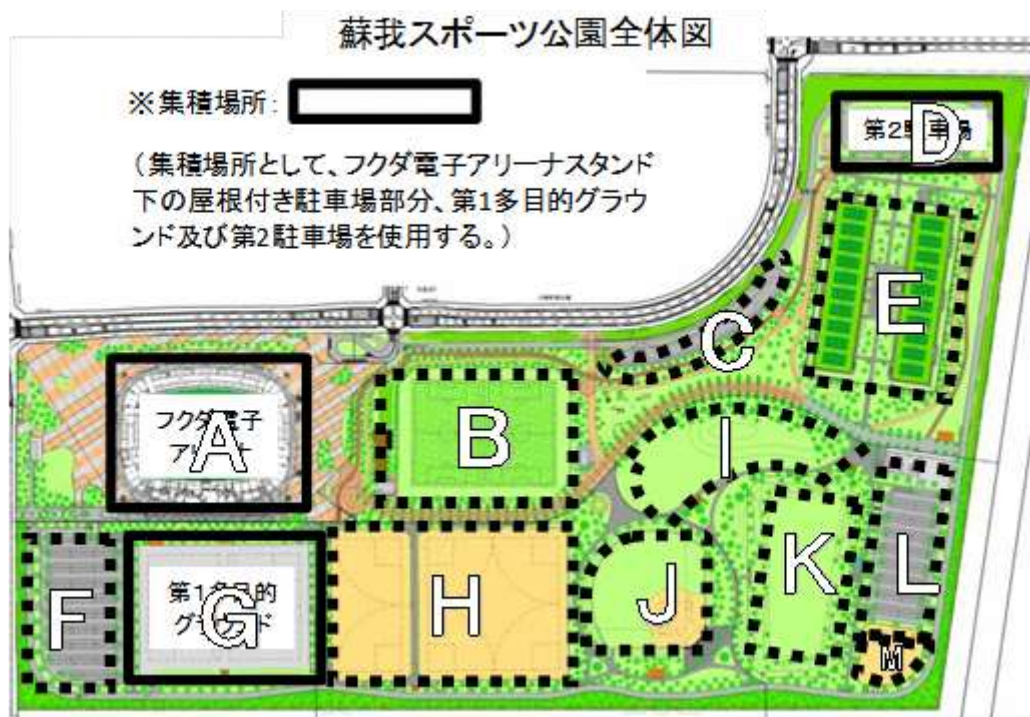 蘇我スポーツ公園全体図
※集積場所:
（集積場所として、フクダ電子アリーナスタンド
下の屋根付き駐車場部分、第1多目的グラウ
ンド及び第2駐車場を使用する。）
第2駐車場
D
E
C
フクダ電子
アリーナ
A
B
I
F
第1多目的
グラウンド
G
H
J
K
L
M